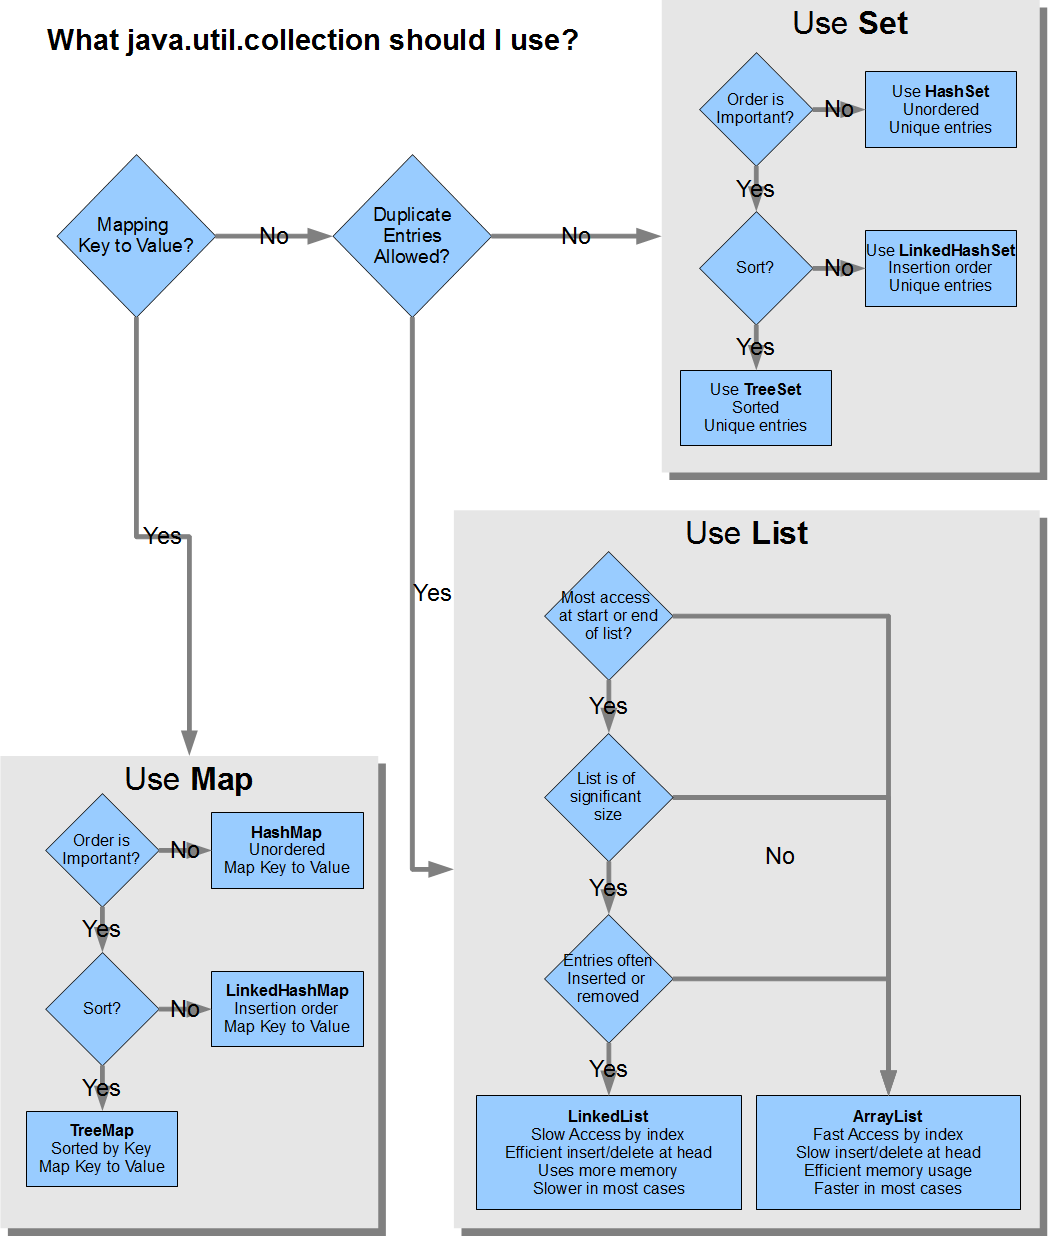 What java.util.collection should I use?
Use Set
Order is
Important?
No
Use HashSet
Unordered
Unique entries
Yes
Sort?
No
Use LinkedHashSet
Insertion order
Unique entries
Yes
Use TreeSet
Sorted
Unique entries
Mapping
Key to Value?
No
Duplicate
Entries
Allowed?
No
Yes
Yes
Use List
Most access
at start or end
of list?
Yes
List is of
significant
size
No
Yes
Entries often
Inserted or
removed
Yes
LinkedList
Slow Access by index
Efficient insert/delete at head
Uses more memory
Slower in most cases
ArrayList
Fast Access by index
Slow insert/delete at head
Efficient memory usage
Faster in most cases
Use Map
Order is
Important?
No
HashMap
Unordered
Map Key to Value
Yes
Sort?
No
LinkedHashMap
Insertion order
Map Key to Value
Yes
TreeMap
Sorted by Key
Map Key to Value